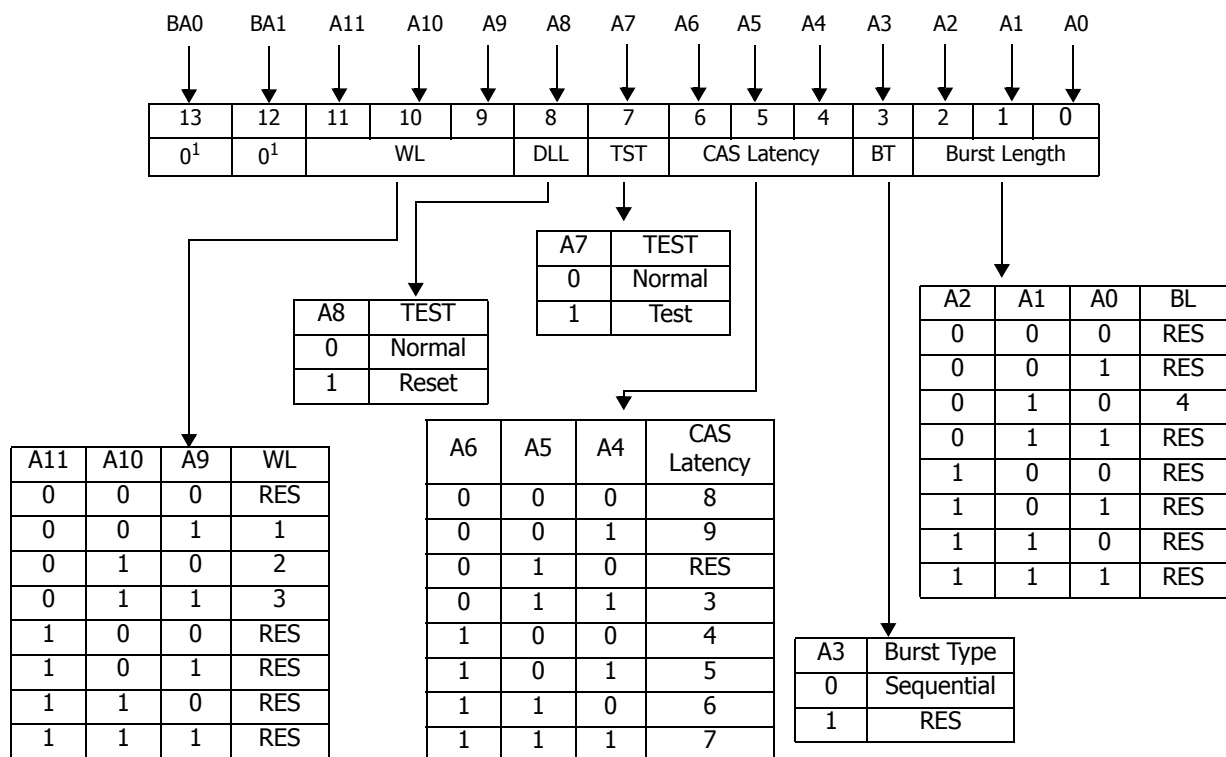 BA0 BA1 A11 A10 A9 A8 A7 A6 A5 A4 A3 A2 A1 A0
13 12 11 10 9 8 7 6 5 4 3 2 1 0
0¹ 0¹ WL DLL TST CAS Latency BT Burst Length
A7 TEST
0 Normal
1 Test
A8 TEST
0 Normal
1 Reset
A2 A1 A0 BL
0 0 0 RES
0 0 1 RES
0 1 0 4
0 1 1 RES
1 0 0 RES
1 0 1 RES
1 1 0 RES
1 1 1 RES
A11 A10 A9 WL
0 0 0 RES
0 0 1 1
0 1 0 2
0 1 1 3
1 0 0 RES
1 0 1 RES
1 1 0 RES
1 1 1 RES
A6 A5 A4 CAS
Latency
0 0 0 8
0 0 1 9
0 1 0 RES
0 1 1 3
1 0 0 4
1 0 1 5
1 1 0 6
1 1 1 7
A3 Burst Type
0 Sequential
1 RES